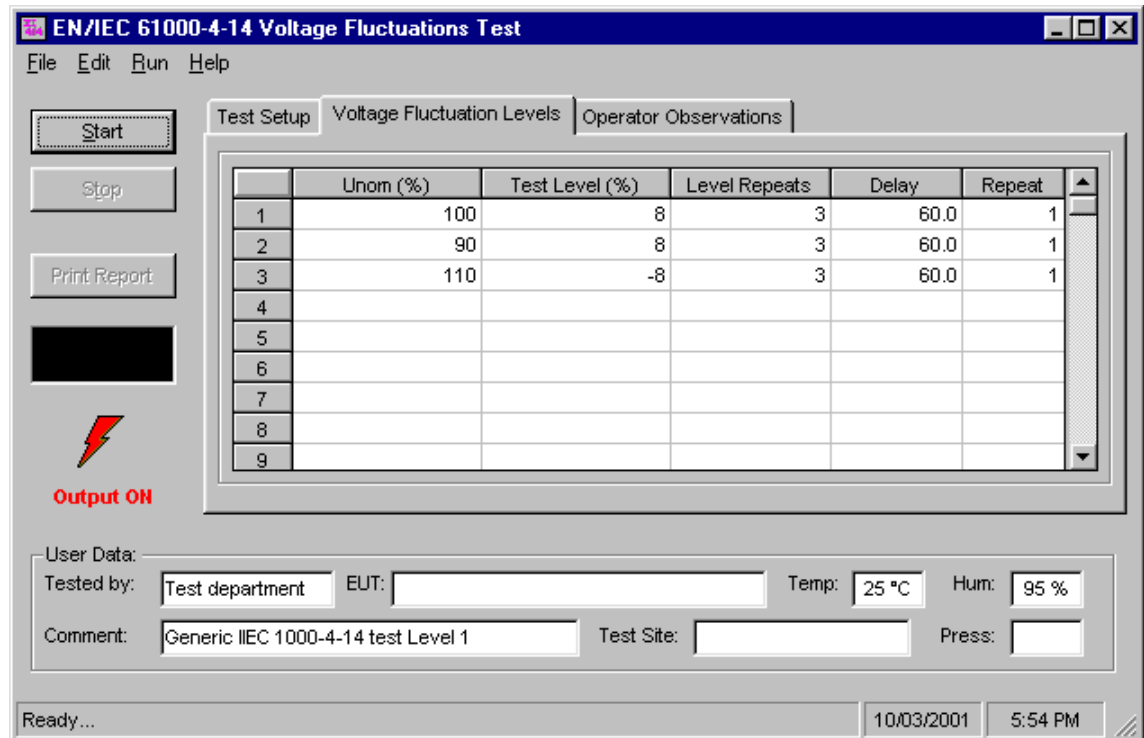 EN/IEC 61000-4-14 Voltage Fluctuations Test
File Edit Run Help
Start
Stop
Print Report
Output ON
Test Setup Voltage Fluctuation Levels Operator Observations
Unom (%) Test Level (%) Level Repeats Delay Repeat
1 100 8 3 60.0 1
2 90 8 3 60.0 1
3 110 -8 3 60.0 1
4
5
6
7
8
9
User Data:
Tested by: Test department EUT: Temp: 25 °C Hum: 95 %
Comment: Generic IIEC 1000-4-14 test Level 1 Test Site: Press:
Ready... 10/03/2001 5:54 PM